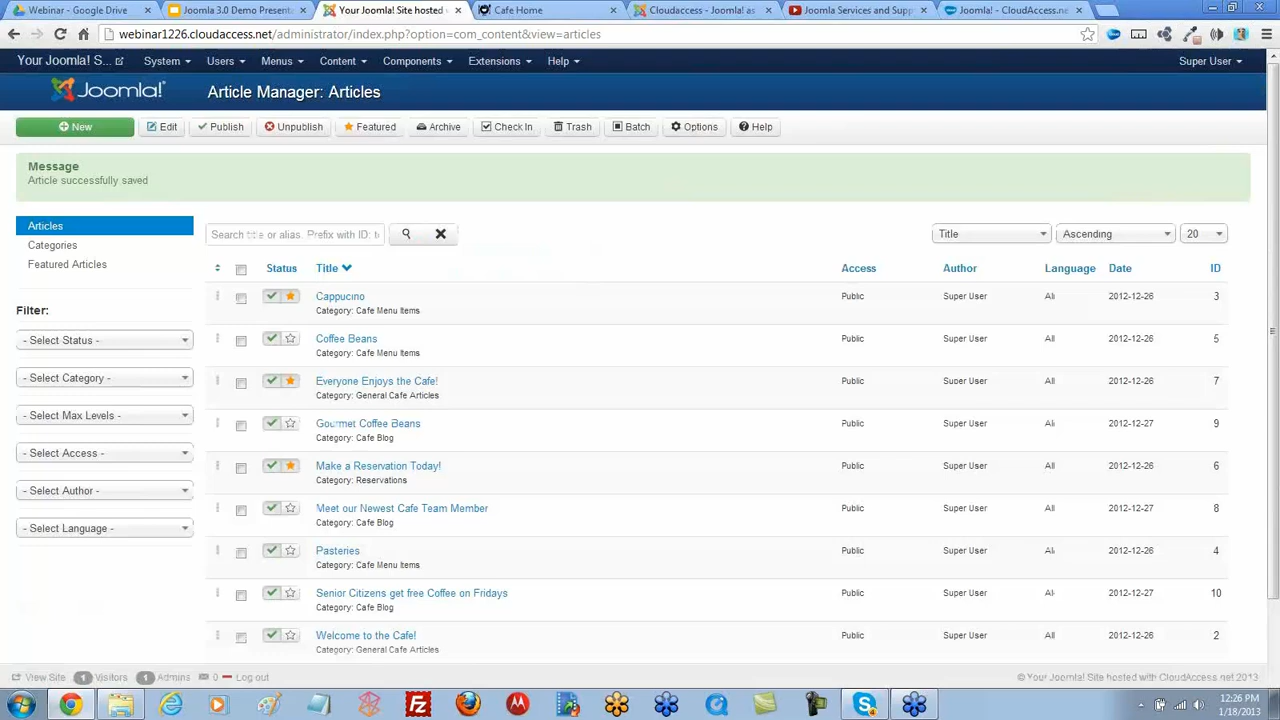 Webinar - Google Drive
Joomla 3.0 Demo Presenta
Your Joomla! Site hosted
Cafe Home
Cloudaccess - Joomla! as
Joomla Services and Supp
Joomla! - CloudAccess.ne
webinar1226.cloudaccess.net/administrator/index.php?option=com_content&view=articles
Your Joomla! S... System Users Menus Content Components Extensions Help Super User
Joomla! Article Manager: Articles
New Edit Publish Unpublish Featured Archive Check In Trash Batch Options Help
Message
Article successfully saved
Articles
Categories
Featured Articles
Filter:
- Select Status -
- Select Category -
- Select Max Levels -
- Select Access -
- Select Author -
- Select Language -
Search title or alias. Prefix with ID: t
Title Ascending 20
Status Title Access Author Language Date ID
Cappucino Public Super User All 2012-12-26 3
Category: Cafe Menu Items
Coffee Beans Public Super User All 2012-12-26 5
Category: Cafe Menu Items
Everyone Enjoys the Cafe! Public Super User All 2012-12-26 7
Category: General Cafe Articles
Gourmet Coffee Beans Public Super User All 2012-12-27 9
Category: Cafe Blog
Make a Reservation Today! Public Super User All 2012-12-26 6
Category: Reservations
Meet our Newest Cafe Team Member Public Super User All 2012-12-27 8
Category: Cafe Blog
Pasteries Public Super User All 2012-12-26 4
Category: Cafe Menu Items
Senior Citizens get free Coffee on Fridays Public Super User All 2012-12-27 10
Category: Cafe Blog
Welcome to the Cafe! Public Super User All 2012-12-26 2
Category: General Cafe Articles
View Site 1 Visitors 1 Admins 0 Log out
© Your Joomla! Site hosted with CloudAccess.net 2013
12:26 PM
1/18/2013